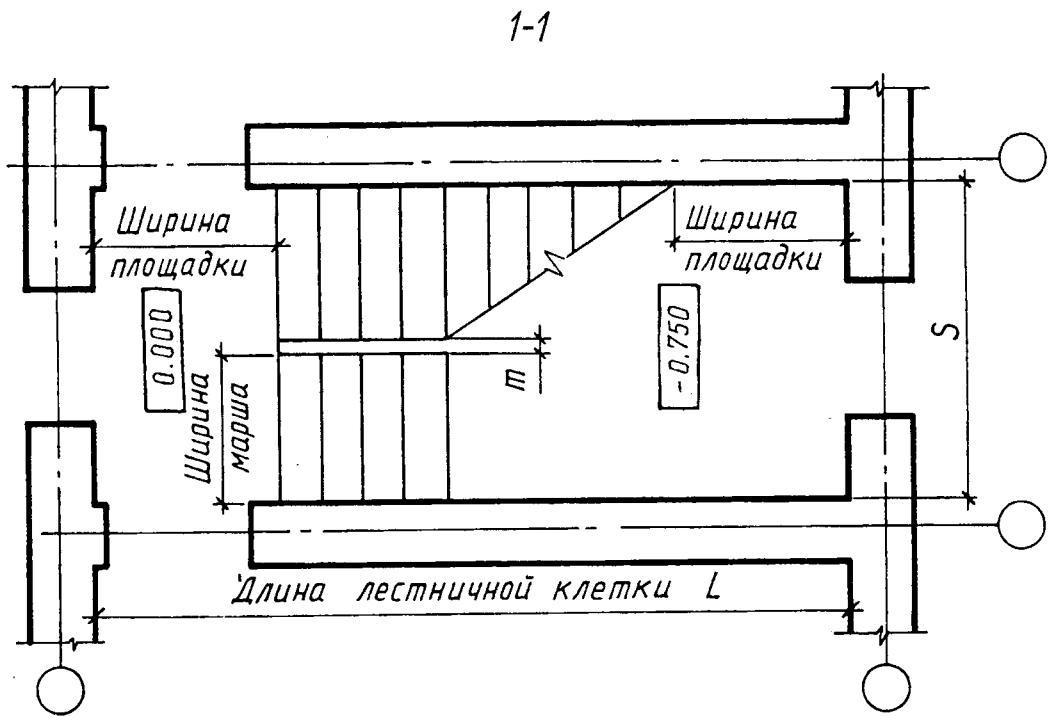 1-1
Ширина
площадки
Ширина
площадки
0.000
-0.750
S
m
Ширина
марша
Длина лестничной клетки L